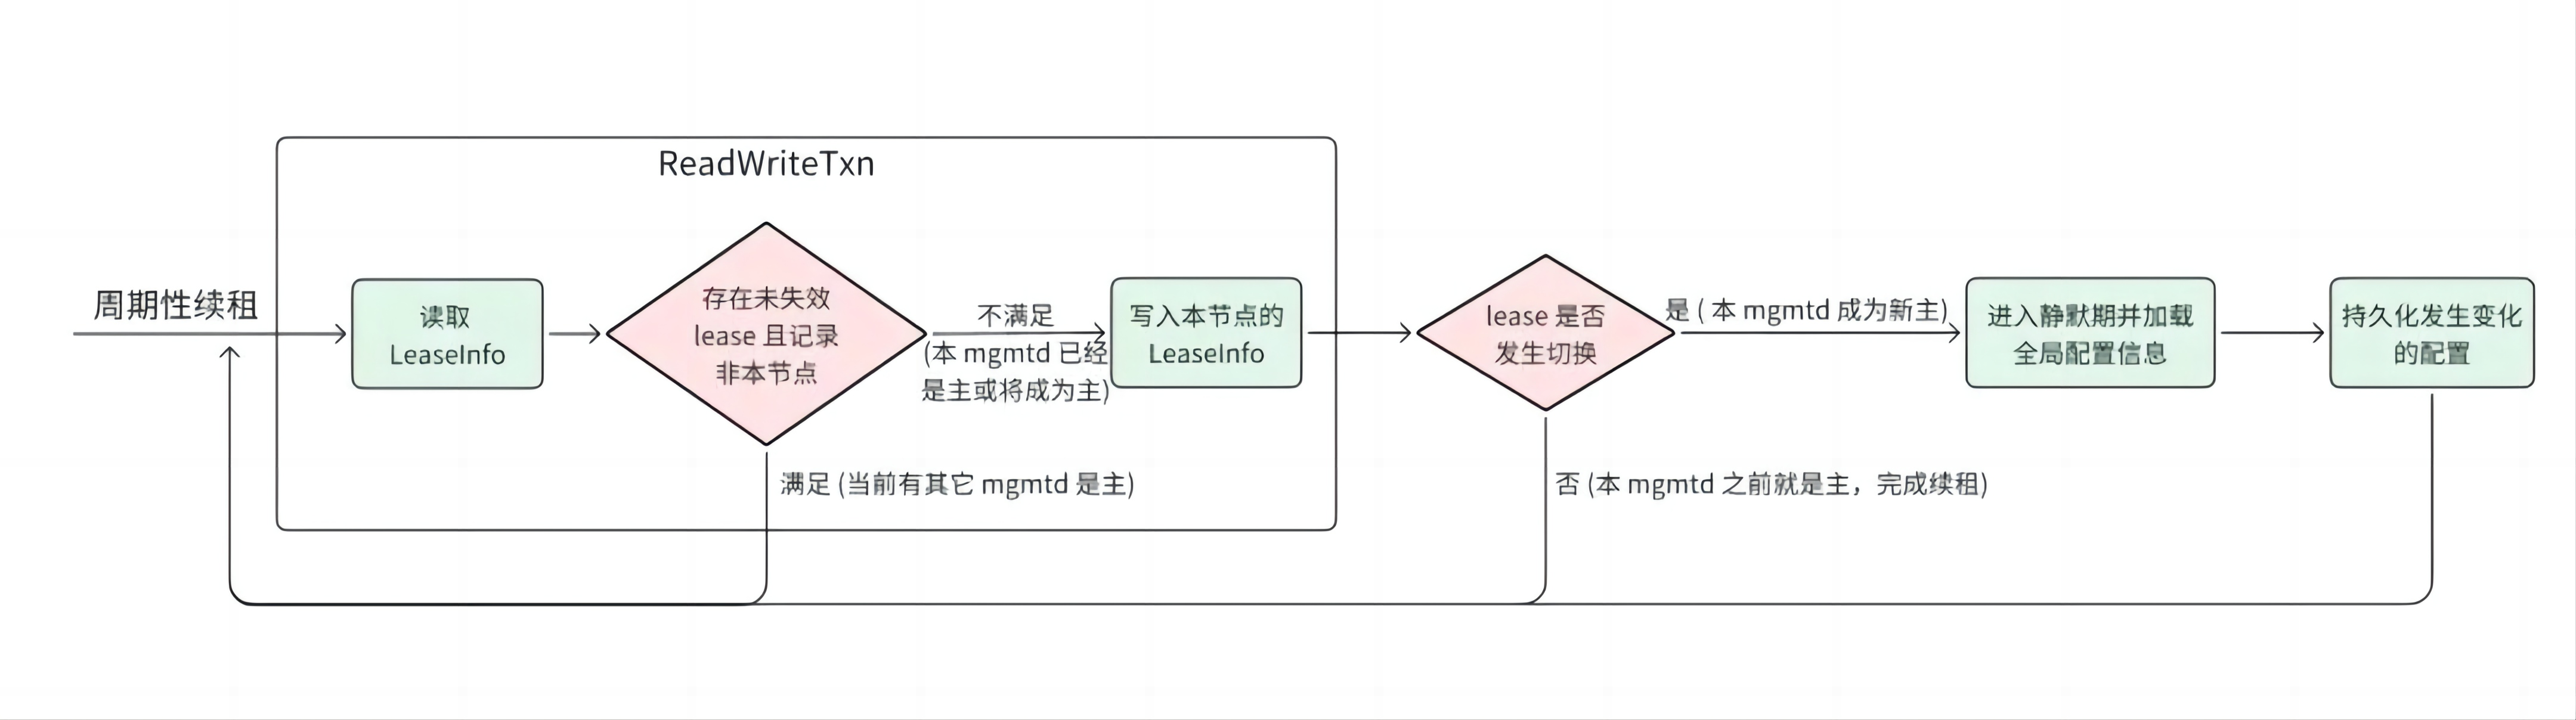 ReadWriteTxn
周期性续租
读取
LeaseInfo
存在未失效
lease 且记录
非本节点
不满足
(本 mgmtd 已经
是主或将成为主)
写入本节点的
LeaseInfo
满足 (当前有其它 mgmtd 是主)
lease 是否
发生切换
是 ( 本 mgmtd 成为新主)
否 (本 mgmtd 之前就是主，完成续租)
进入静默期并加载
全局配置信息
持久化发生变化
的配置